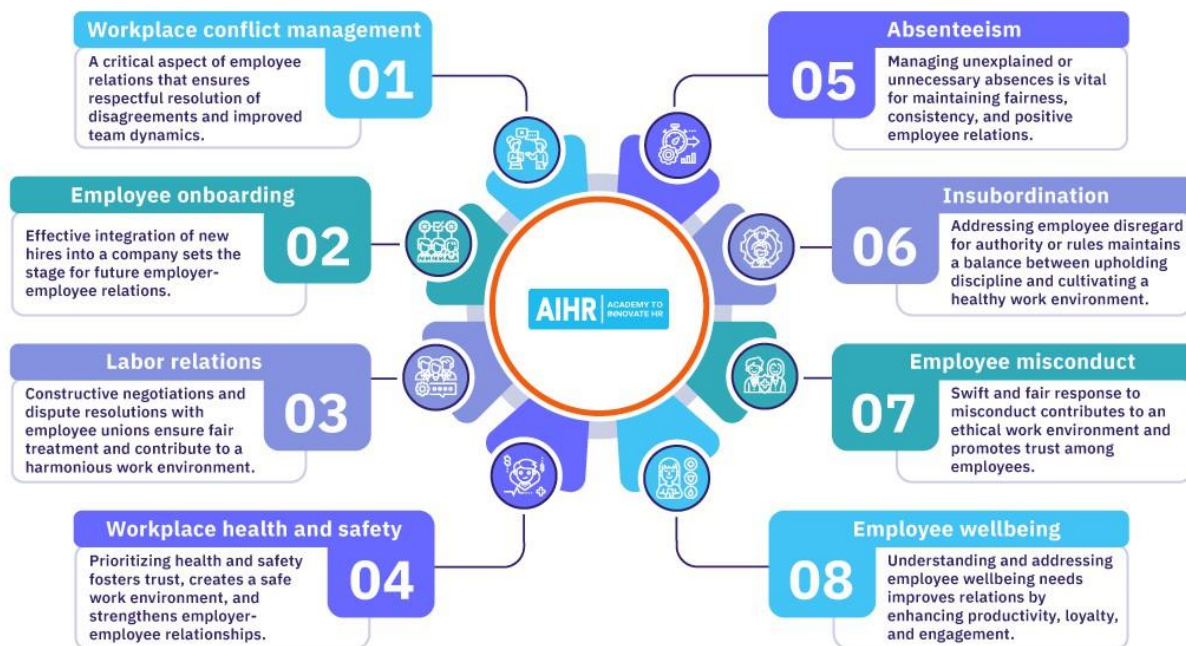 Workplace conflict management
01
A critical aspect of employee
relations that ensures
respectful resolution of
disagreements and improved
team dynamics.
Employee onboarding
02
Effective integration of new
hires into a company sets the
stage for future employer-
employee relations.
Labor relations
03
Constructive negotiations and
dispute resolutions with
employee unions ensure fair
treatment and contribute to a
harmonious work environment.
Workplace health and safety
04
Prioritizing health and safety
fosters trust, creates a safe
work environment, and
strengthens employer-
employee relationships.
AIHR
ACADEMY TO
INNOVATE HR
Absenteeism
05
Managing unexplained or
unnecessary absences is vital
for maintaining fairness,
consistency, and positive
employee relations.
Insubordination
06
Addressing employee disregard
for authority or rules maintains
a balance between upholding
discipline and cultivating a
healthy work environment.
Employee misconduct
07
Swift and fair response to
misconduct contributes to an
ethical work environment and
promotes trust among
employees.
Employee wellbeing
08
Understanding and addressing
employee wellbeing needs
improves relations by
enhancing productivity, loyalty,
and engagement.